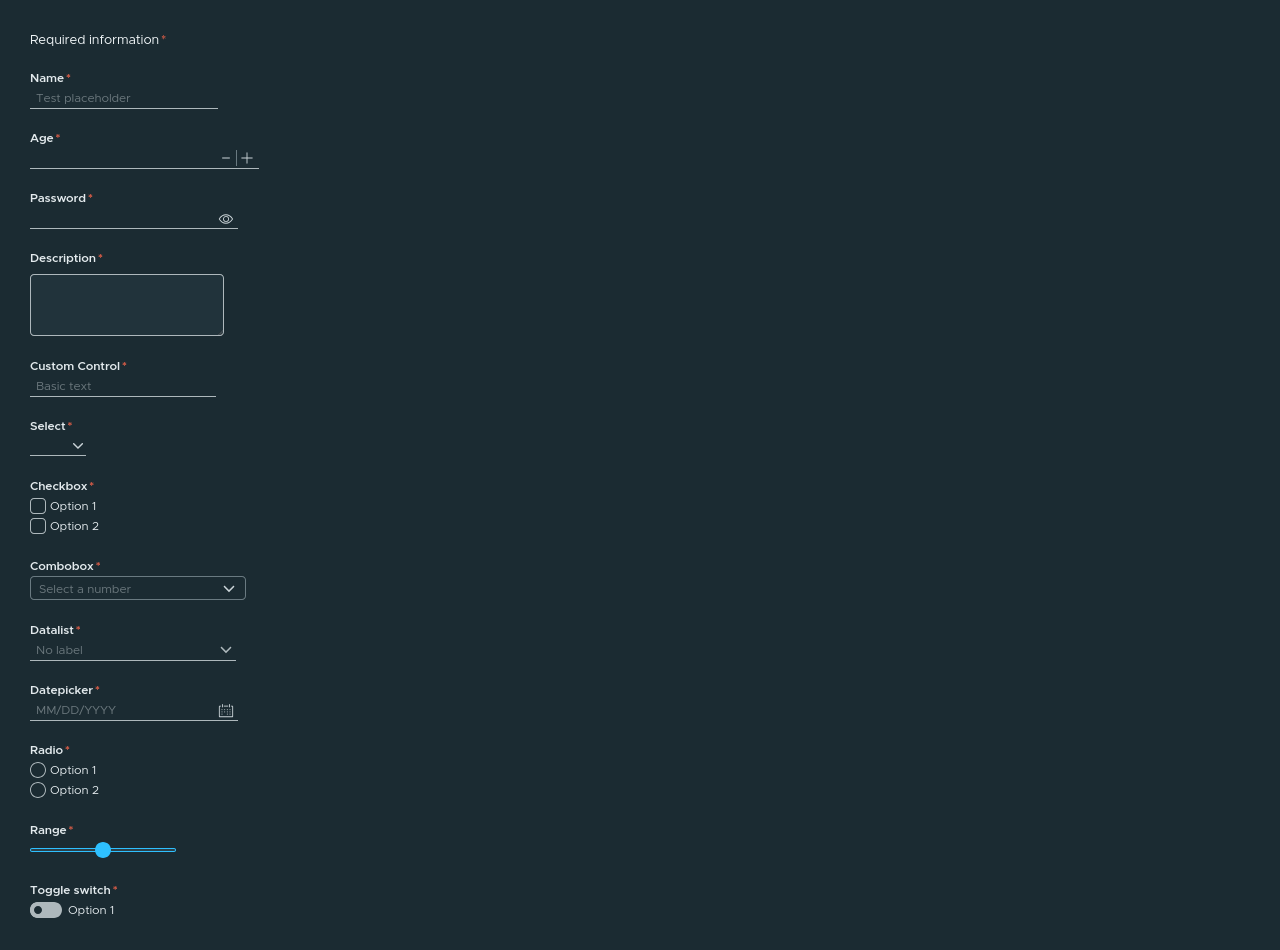 Required information*
Name*
Test placeholder
Age*
Password*
Description*
Custom Control*
Basic text
Select*
Checkbox*
Option 1
Option 2
Combobox*
Select a number
Datalist*
No label
Datepicker*
MM/DD/YYYY
Radio*
Option 1
Option 2
Range*
Toggle switch*
Option 1